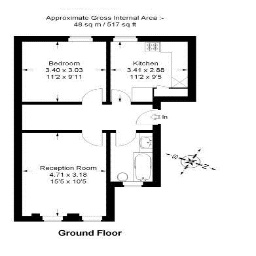 Approximate Gross Internal Area :-
48 sq m / 517 sq ft
Bedroom
3.40 x 3.03
11'2 x 9'11
Kitchen
3.41 x 2.88
11'2 x 9'5
In
Reception Room
4.71 x 3.18
15'5 x 10'5
Ground Floor